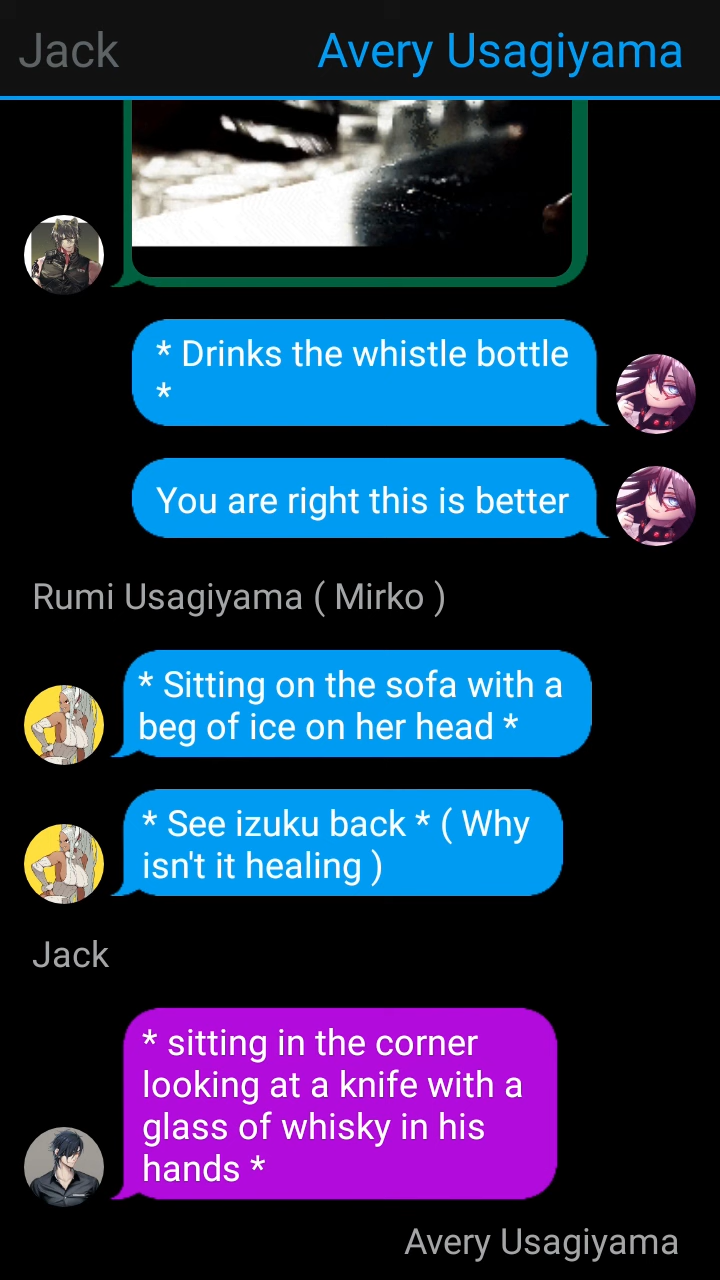 Jack
Avery Usagiyama
* Drinks the whistle bottle
*
You are right this is better
Rumi Usagiyama ( Mirko )
* Sitting on the sofa with a
beg of ice on her head *
* See izuku back * ( Why
isn't it healing )
Jack
* sitting in the corner
looking at a knife with a
glass of whisky in his
hands *
Avery Usagiyama